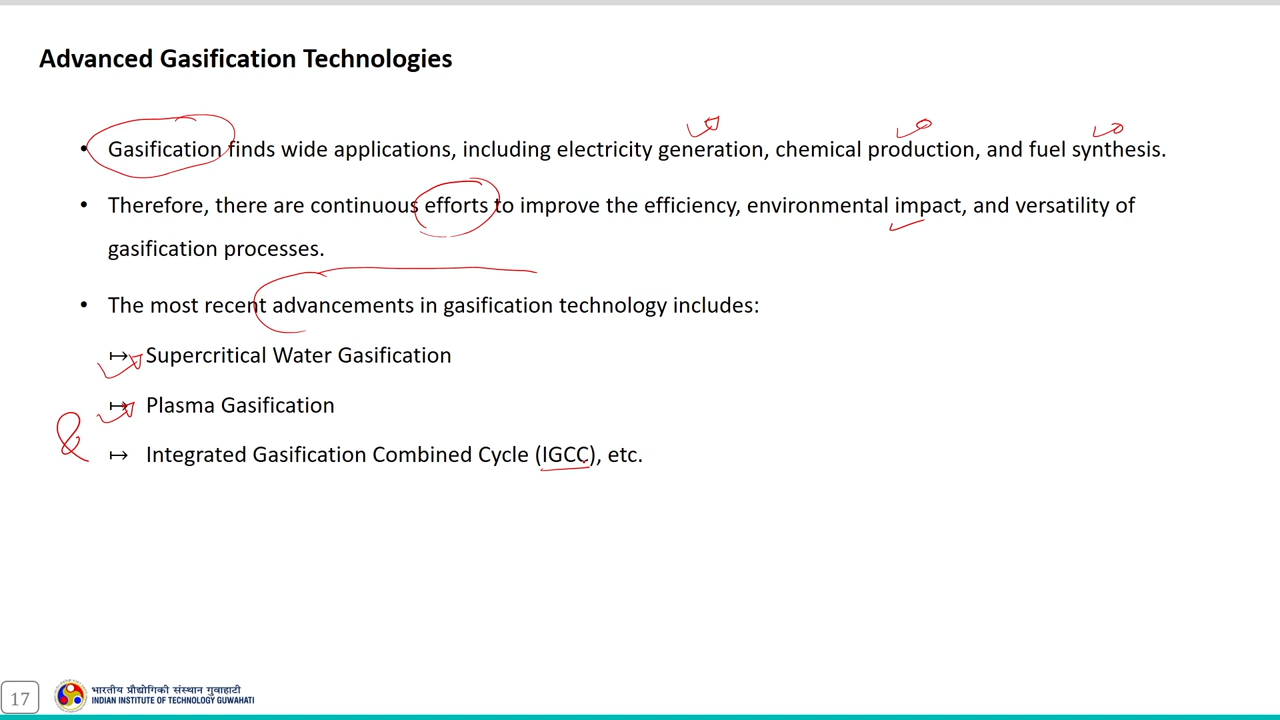 Advanced Gasification Technologies
• Gasification finds wide applications, including electricity generation, chemical production, and fuel synthesis.
• Therefore, there are continuous efforts to improve the efficiency, environmental impact, and versatility of
gasification processes.
• The most recent advancements in gasification technology includes:
↦ Supercritical Water Gasification
↦ Plasma Gasification
&
↦ Integrated Gasification Combined Cycle (IGCC), etc.
17
भारतीय प्रौद्योगिकी संस्थान गुवाहाटी
INDIAN INSTITUTE OF TECHNOLOGY GUWAHATI